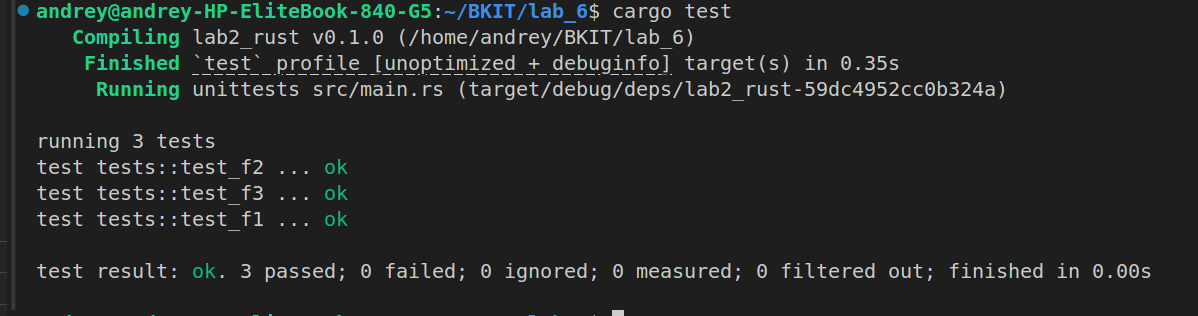 andrey@andrey-HP-EliteBook-840-G5:~/BKIT/lab_6$ cargo test
Compiling lab2_rust v0.1.0 (/home/andrey/BKIT/lab_6)
Finished `test` profile [unoptimized + debuginfo] target(s) in 0.35s
Running unittests src/main.rs (target/debug/deps/lab2_rust-59dc4952cc0b324a)
running 3 tests
test tests::test_f2 ... ok
test tests::test_f3 ... ok
test tests::test_f1 ... ok
test result: ok. 3 passed; 0 failed; 0 ignored; 0 measured; 0 filtered out; finished in 0.00s